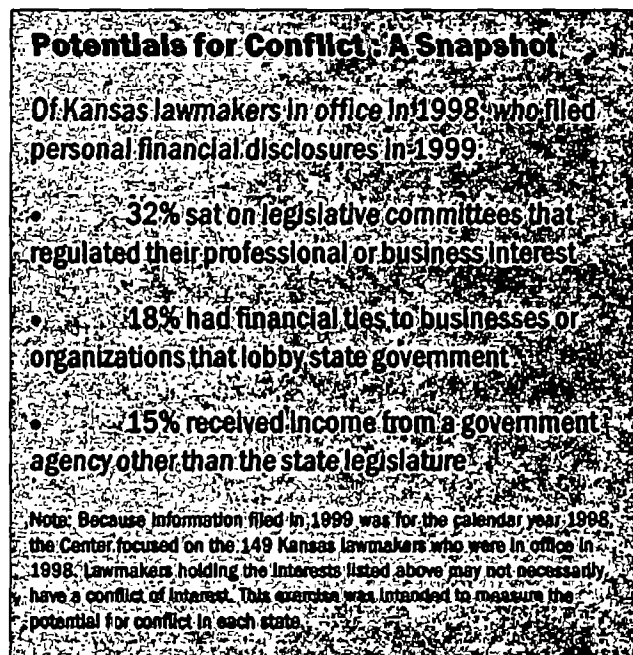 Potentials for Conflict : A Snapshot
Of Kansas lawmakers in office in 1998 who filed
personal financial disclosures in 1999:
• 32% sat on legislative committees that
regulated their professional or business interest
• 18% had financial ties to businesses or
organizations that lobby state government
• 15% received income from a government
agency other than the state legislature
Note: Because information filed in 1999 was for the calendar year 1998,
the Center focused on the 149 Kansas lawmakers who were in office in
1998. Lawmakers holding the interests listed above may not necessarily
have a conflict of interest. This exercise was intended to measure the
potential for conflict in each state.